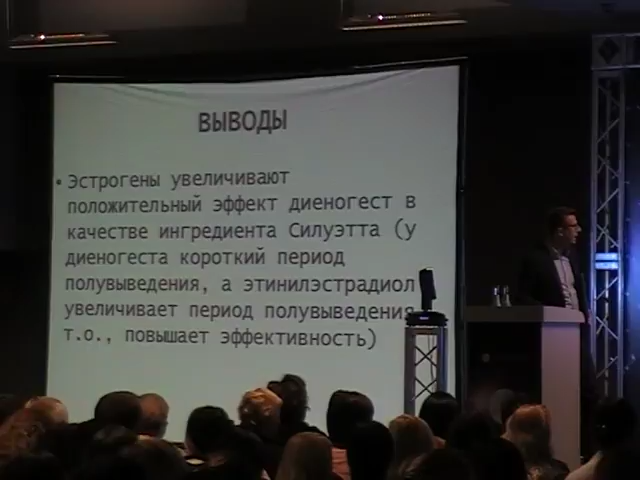 ВЫВОДЫ
• Эстрогены увеличивают
положительный эффект диеногест в
качестве ингредиента Силуэтта (у
диеногеста короткий период
полувыведения, а этинилэстрадиол
увеличивает период полувыведения
т.о., повышает эффективность)